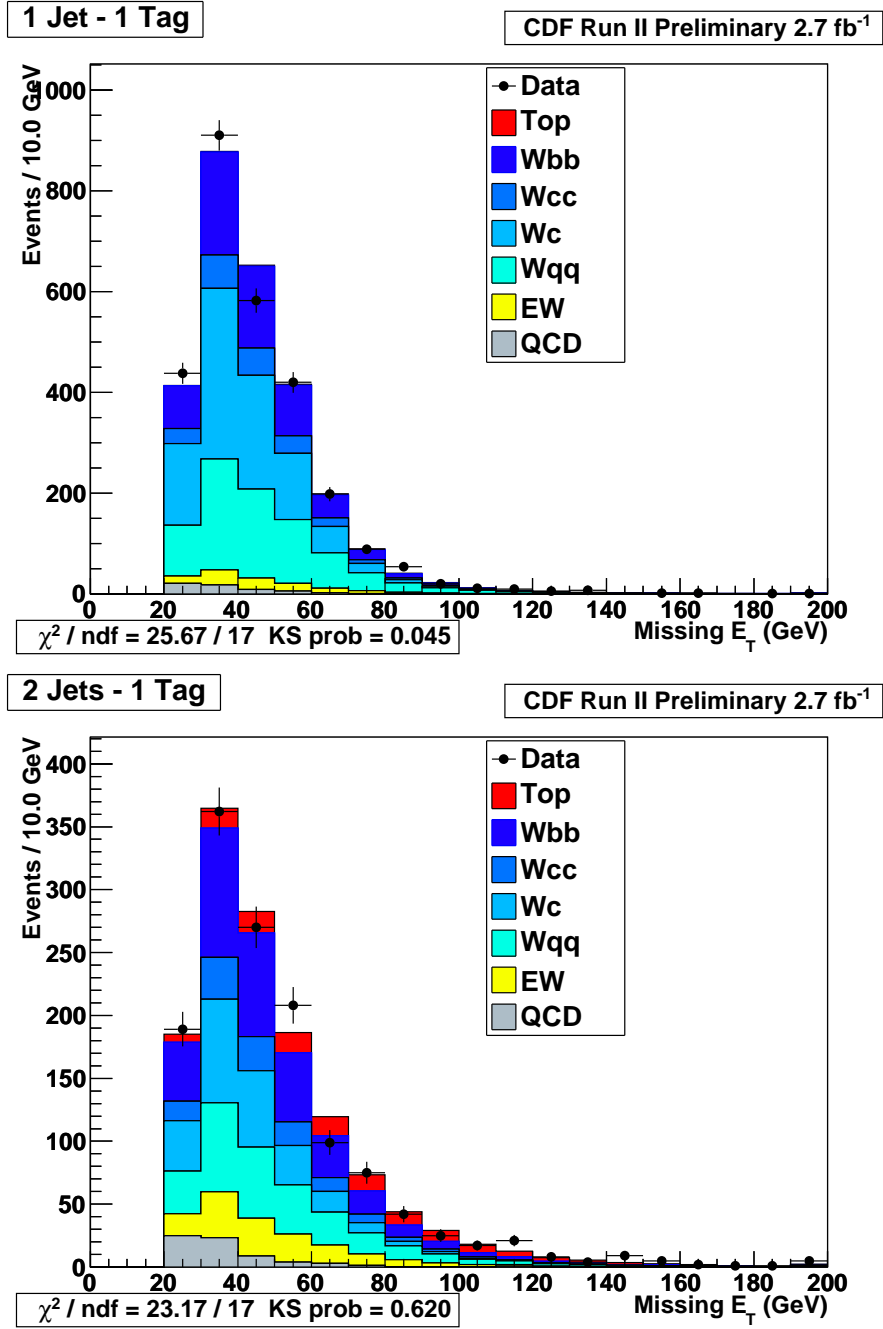 1 Jet - 1 Tag
CDF Run II Preliminary 2.7 fb⁻¹
Events / 10.0 GeV
1000
800
600
400
200
0
Data
Top
Wbb
Wcc
Wc
Wqq
EW
QCD
0 20 40 60 80 100 120 140 160 180 200
Missing E_T (GeV)
χ² / ndf = 25.67 / 17 KS prob = 0.045
2 Jets - 1 Tag
CDF Run II Preliminary 2.7 fb⁻¹
Events / 10.0 GeV
400
350
300
250
200
150
100
50
0
Data
Top
Wbb
Wcc
Wc
Wqq
EW
QCD
0 20 40 60 80 100 120 140 160 180 200
Missing E_T (GeV)
χ² / ndf = 23.17 / 17 KS prob = 0.620